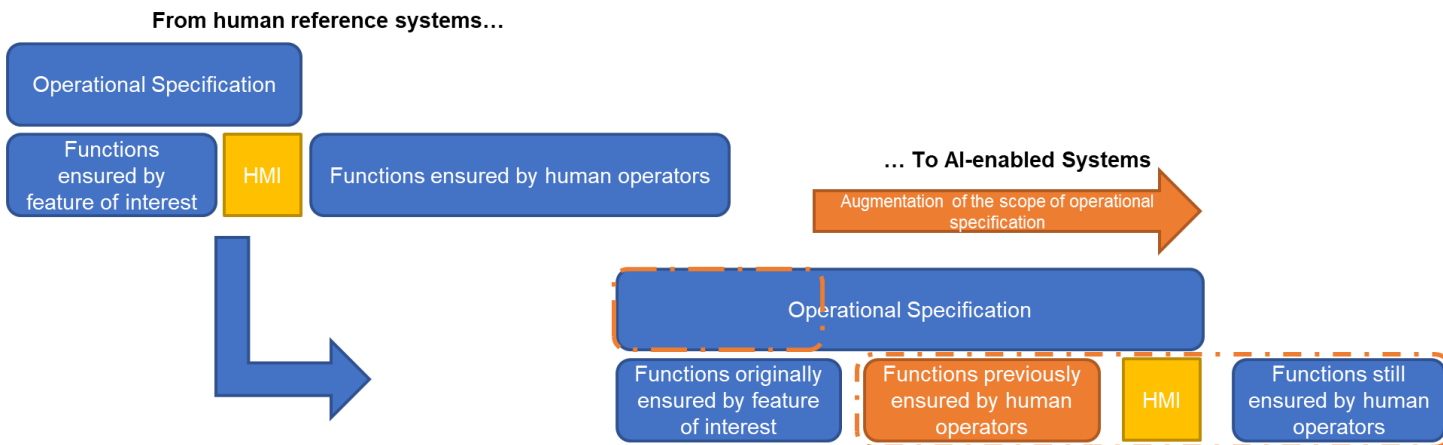 From human reference systems…
Operational Specification
Functions
ensured by
feature of interest
HMI
Functions ensured by human operators
… To AI-enabled Systems
Augmentation of the scope of operational
specification
Operational Specification
Functions originally
ensured by feature
of interest
Functions previously
ensured by human
operators
HMI
Functions still
ensured by human
operators